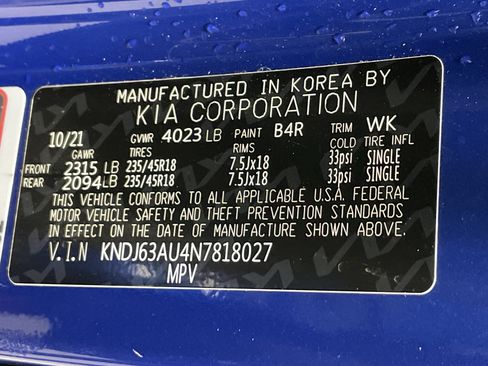 MANUFACTURED IN KOREA BY
KIA CORPORATION
10/21 GVWR 4023 LB PAINT B4R TRIM WK
GAWR TIRES RIMS COLD TIRE INFL
FRONT 2315 LB 235/45R18 7.5Jx18 33psi SINGLE
REAR 2094 LB 235/45R18 7.5Jx18 33psi SINGLE
THIS VEHICLE CONFORMS TO ALL APPLICABLE U.S.A. FEDERAL
MOTOR VEHICLE SAFETY AND THEFT PREVENTION STANDARDS
IN EFFECT ON THE DATE OF MANUFACTURE SHOWN ABOVE.
V.I.N KNDJ63AU4N7818027
MPV